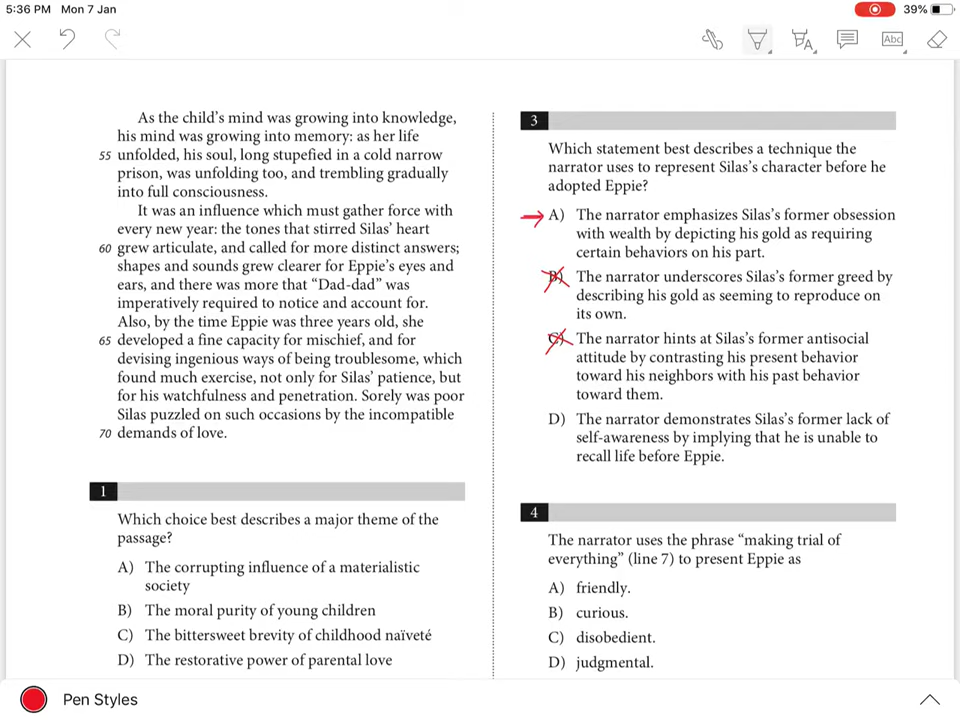 5:36 PM Mon 7 Jan
39%
Abc
As the child’s mind was growing into knowledge,
his mind was growing into memory: as her life
55 unfolded, his soul, long stupefied in a cold narrow
prison, was unfolding too, and trembling gradually
into full consciousness.
It was an influence which must gather force with
every new year: the tones that stirred Silas’ heart
60 grew articulate, and called for more distinct answers;
shapes and sounds grew clearer for Eppie’s eyes and
ears, and there was more that “Dad-dad” was
imperatively required to notice and account for.
Also, by the time Eppie was three years old, she
65 developed a fine capacity for mischief, and for
devising ingenious ways of being troublesome, which
found much exercise, not only for Silas’ patience, but
for his watchfulness and penetration. Sorely was poor
Silas puzzled on such occasions by the incompatible
70 demands of love.
1
Which choice best describes a major theme of the
passage?
A) The corrupting influence of a materialistic
society
B) The moral purity of young children
C) The bittersweet brevity of childhood naïveté
D) The restorative power of parental love
3
Which statement best describes a technique the
narrator uses to represent Silas’s character before he
adopted Eppie?
A) The narrator emphasizes Silas’s former obsession
with wealth by depicting his gold as requiring
certain behaviors on his part.
B) The narrator underscores Silas’s former greed by
describing his gold as seeming to reproduce on
its own.
C) The narrator hints at Silas’s former antisocial
attitude by contrasting his present behavior
toward his neighbors with his past behavior
toward them.
D) The narrator demonstrates Silas’s former lack of
self-awareness by implying that he is unable to
recall life before Eppie.
4
The narrator uses the phrase “making trial of
everything” (line 7) to present Eppie as
A) friendly.
B) curious.
C) disobedient.
D) judgmental.
Pen Styles